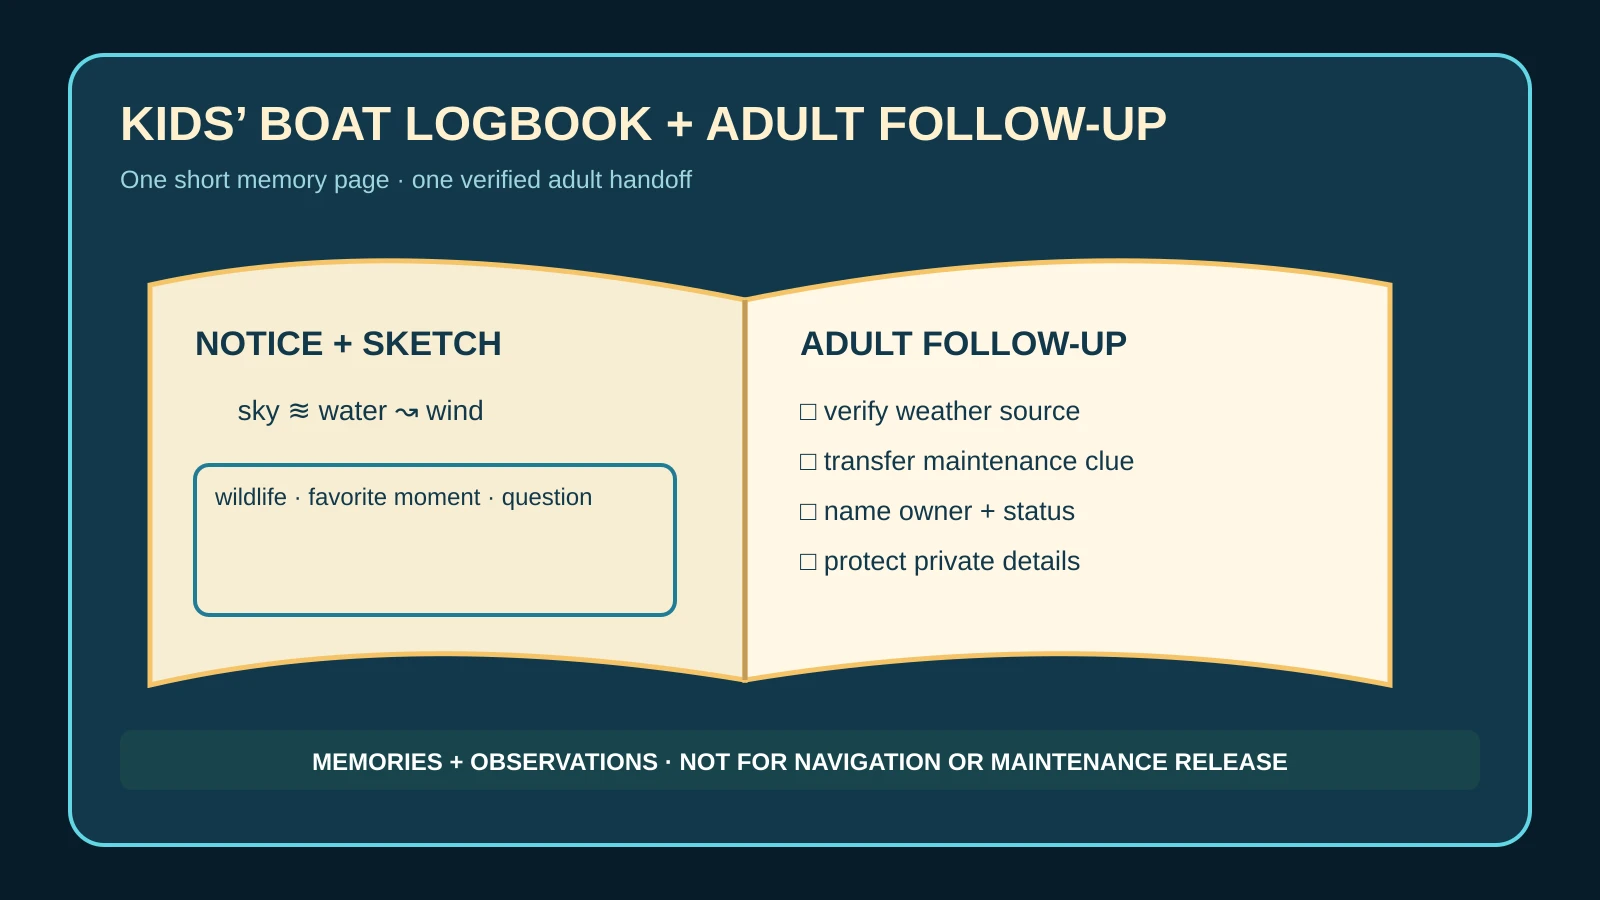 KIDS’ BOAT LOGBOOK + ADULT FOLLOW-UP
One short memory page · one verified adult handoff
NOTICE + SKETCH
sky ≋ water ↝ wind
wildlife · favorite moment · question
ADULT FOLLOW-UP
□ verify weather source
□ transfer maintenance clue
□ name owner + status
□ protect private details
MEMORIES + OBSERVATIONS · NOT FOR NAVIGATION OR MAINTENANCE RELEASE